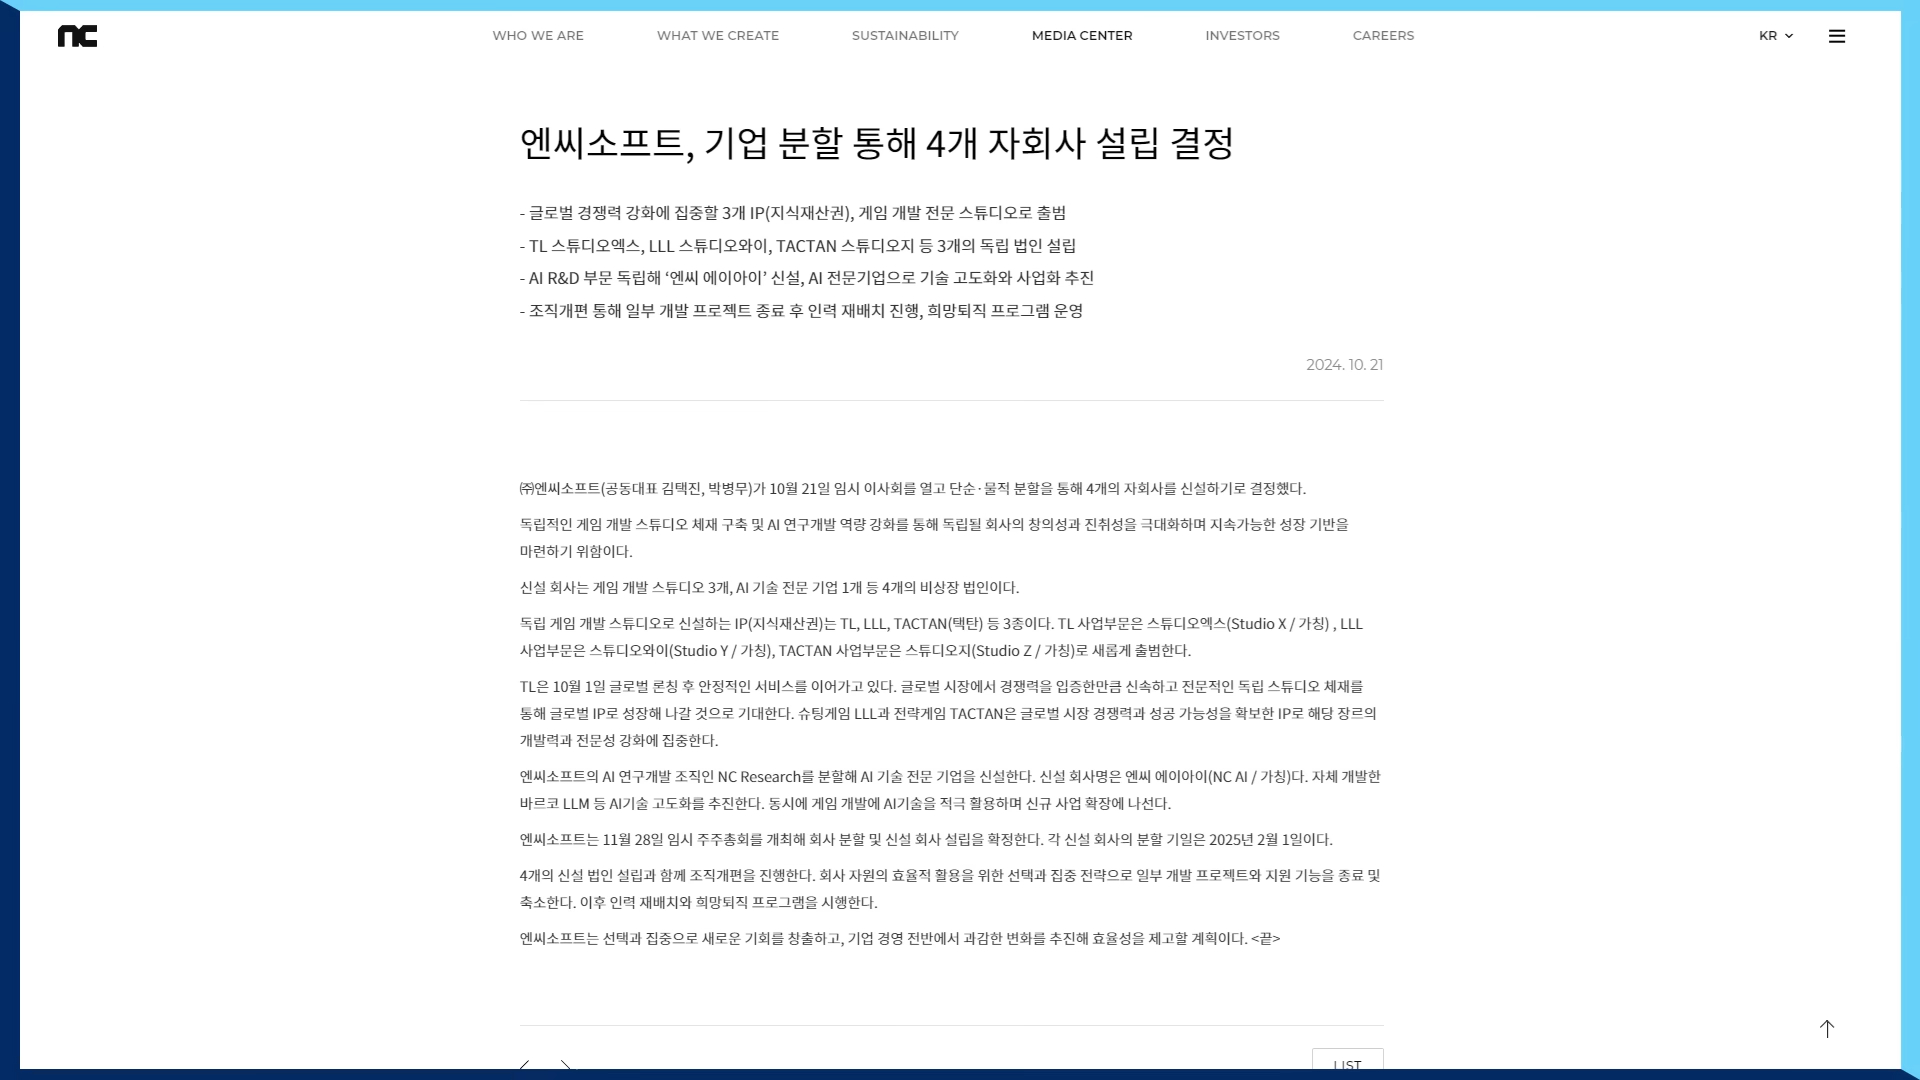 nc
WHO WE ARE
WHAT WE CREATE
SUSTAINABILITY
MEDIA CENTER
INVESTORS
CAREERS
KR
엔씨소프트, 기업 분할 통해 4개 자회사 설립 결정
- 글로벌 경쟁력 강화에 집중할 3개 IP(지식재산권), 게임 개발 전문 스튜디오로 출범
- TL 스튜디오엑스, LLL 스튜디오와이, TACTAN 스튜디오지 등 3개의 독립 법인 설립
- AI R&D 부문 독립해 ‘엔씨 에이아이’ 신설, AI 전문기업으로 기술 고도화와 사업화 추진
- 조직개편 통해 일부 개발 프로젝트 종료 후 인력 재배치 진행, 희망퇴직 프로그램 운영
2024. 10. 21
㈜엔씨소프트(공동대표 김택진, 박병무)가 10월 21일 임시 이사회를 열고 단순·물적 분할을 통해 4개의 자회사를 신설하기로 결정했다.
독립적인 게임 개발 스튜디오 체재 구축 및 AI 연구개발 역량 강화를 통해 독립될 회사의 창의성과 진취성을 극대화하며 지속가능한 성장 기반을
마련하기 위함이다.
신설 회사는 게임 개발 스튜디오 3개, AI 기술 전문 기업 1개 등 4개의 비상장 법인이다.
독립 게임 개발 스튜디오로 신설하는 IP(지식재산권)는 TL, LLL, TACTAN(택탄) 등 3종이다. TL 사업부문은 스튜디오엑스(Studio X / 가칭) , LLL
사업부문은 스튜디오와이(Studio Y / 가칭), TACTAN 사업부문은 스튜디오지(Studio Z / 가칭)로 새롭게 출범한다.
TL은 10월 1일 글로벌 론칭 후 안정적인 서비스를 이어가고 있다. 글로벌 시장에서 경쟁력을 입증한만큼 신속하고 전문적인 독립 스튜디오 체재를
통해 글로벌 IP로 성장해 나갈 것으로 기대한다. 슈팅게임 LLL과 전략게임 TACTAN은 글로벌 시장 경쟁력과 성공 가능성을 확보한 IP로 해당 장르의
개발력과 전문성 강화에 집중한다.
엔씨소프트의 AI 연구개발 조직인 NC Research를 분할해 AI 기술 전문 기업을 신설한다. 신설 회사명은 엔씨 에이아이(NC AI / 가칭)다. 자체 개발한
바르코 LLM 등 AI기술 고도화를 추진한다. 동시에 게임 개발에 AI기술을 적극 활용하며 신규 사업 확장에 나선다.
엔씨소프트는 11월 28일 임시 주주총회를 개최해 회사 분할 및 신설 회사 설립을 확정한다. 각 신설 회사의 분할 기일은 2025년 2월 1일이다.
4개의 신설 법인 설립과 함께 조직개편을 진행한다. 회사 자원의 효율적 활용을 위한 선택과 집중 전략으로 일부 개발 프로젝트와 지원 기능을 종료 및
축소한다. 이후 인력 재배치와 희망퇴직 프로그램을 시행한다.
엔씨소프트는 선택과 집중으로 새로운 기회를 창출하고, 기업 경영 전반에서 과감한 변화를 추진해 효율성을 제고할 계획이다. <끝>
LIST